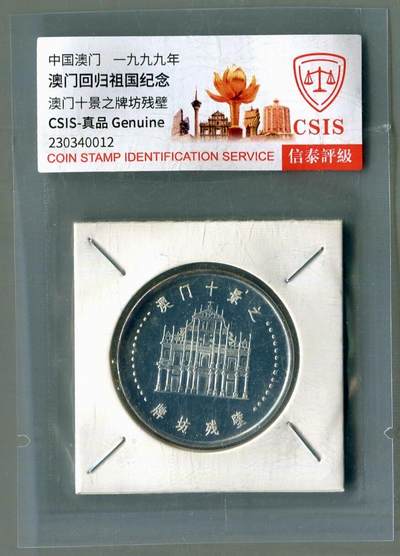 中国澳门 一九九九年
澳门回归祖国纪念
澳门十景之牌坊残壁
CSIS-真品 Genuine
230340012
COIN STAMP IDENTIFICATION SERVICE
CSIS
信泰評級
澳门十景之
牌坊残壁